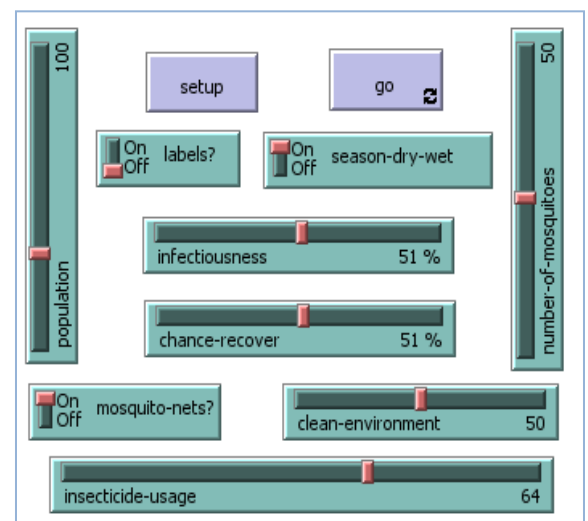 100
50
setup
go
On
Off
labels?
On
Off
season-dry-wet
infectiousness
51 %
population
number-of-mosquitoes
chance-recover
51 %
On
Off
mosquito-nets?
clean-environment
50
insecticide-usage
64